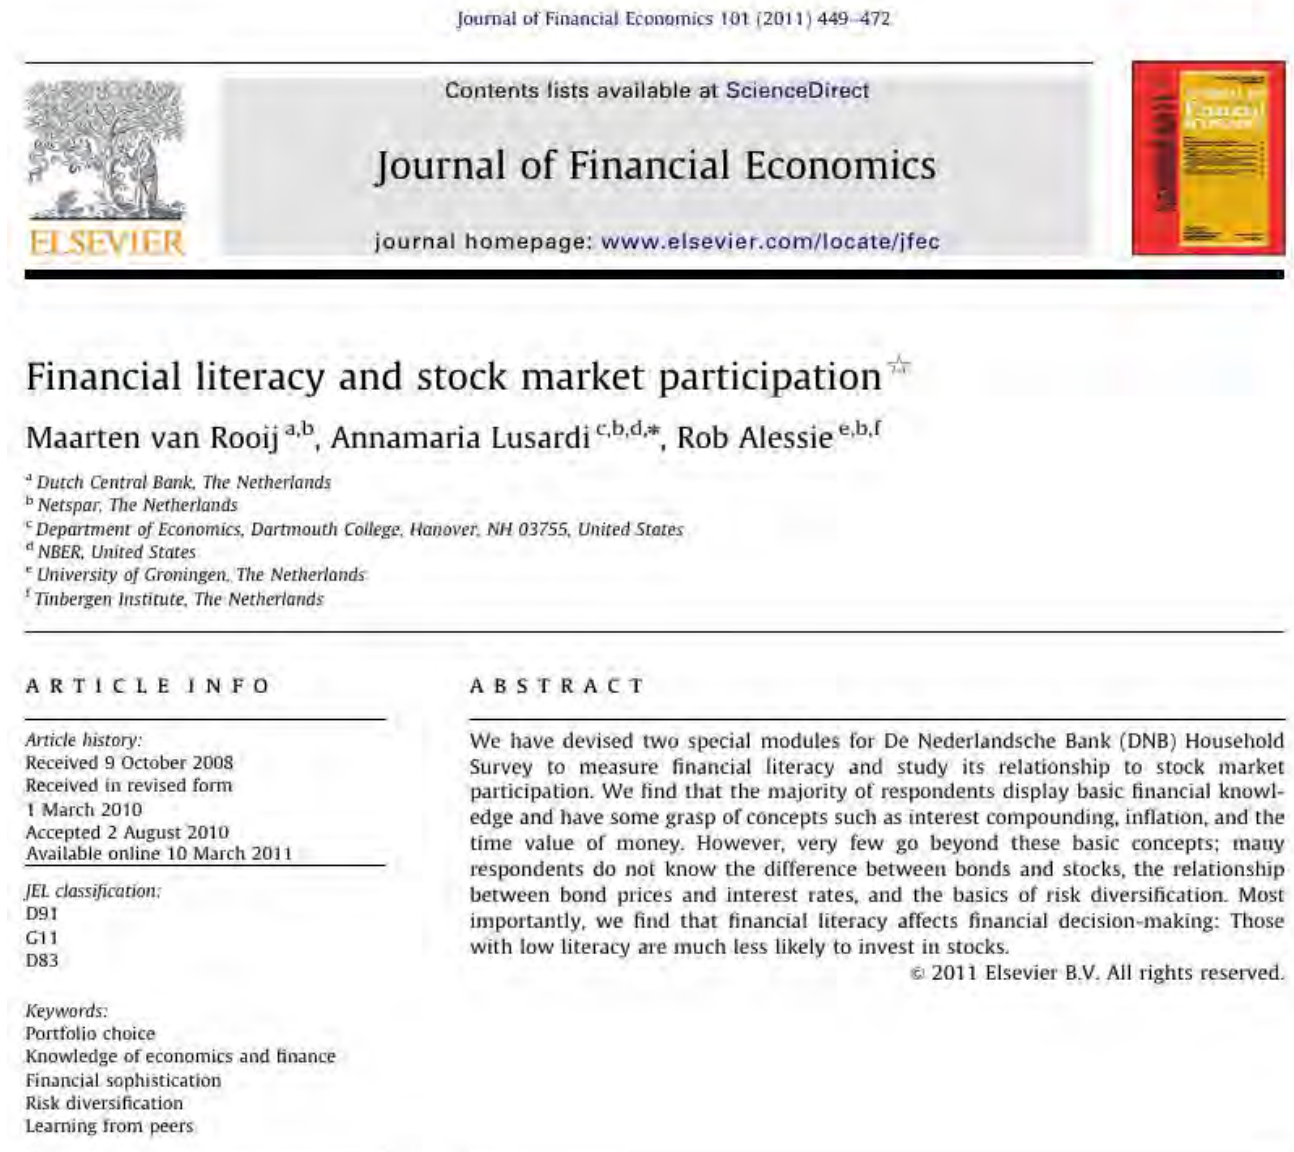 Journal of Financial Economics 101 (2011) 449–472
Contents lists available at ScienceDirect
Journal of Financial Economics
journal homepage: www.elsevier.com/locate/jfec
ELSEVIER
Financial literacy and stock market participation☆
Maarten van Rooij a,b, Annamaria Lusardi c,b,d,*, Rob Alessie e,b,f
a Dutch Central Bank, The Netherlands
b Netspar, The Netherlands
c Department of Economics, Dartmouth College, Hanover, NH 03755, United States
d NBER, United States
e University of Groningen, The Netherlands
f Tinbergen Institute, The Netherlands
ARTICLE INFO
Article history:
Received 9 October 2008
Received in revised form
1 March 2010
Accepted 2 August 2010
Available online 10 March 2011
JEL classification:
D91
G11
D83
Keywords:
Portfolio choice
Knowledge of economics and finance
Financial sophistication
Risk diversification
Learning from peers
ABSTRACT
We have devised two special modules for De Nederlandsche Bank (DNB) Household
Survey to measure financial literacy and study its relationship to stock market
participation. We find that the majority of respondents display basic financial knowl-
edge and have some grasp of concepts such as interest compounding, inflation, and the
time value of money. However, very few go beyond these basic concepts; many
respondents do not know the difference between bonds and stocks, the relationship
between bond prices and interest rates, and the basics of risk diversification. Most
importantly, we find that financial literacy affects financial decision-making: Those
with low literacy are much less likely to invest in stocks.
© 2011 Elsevier B.V. All rights reserved.